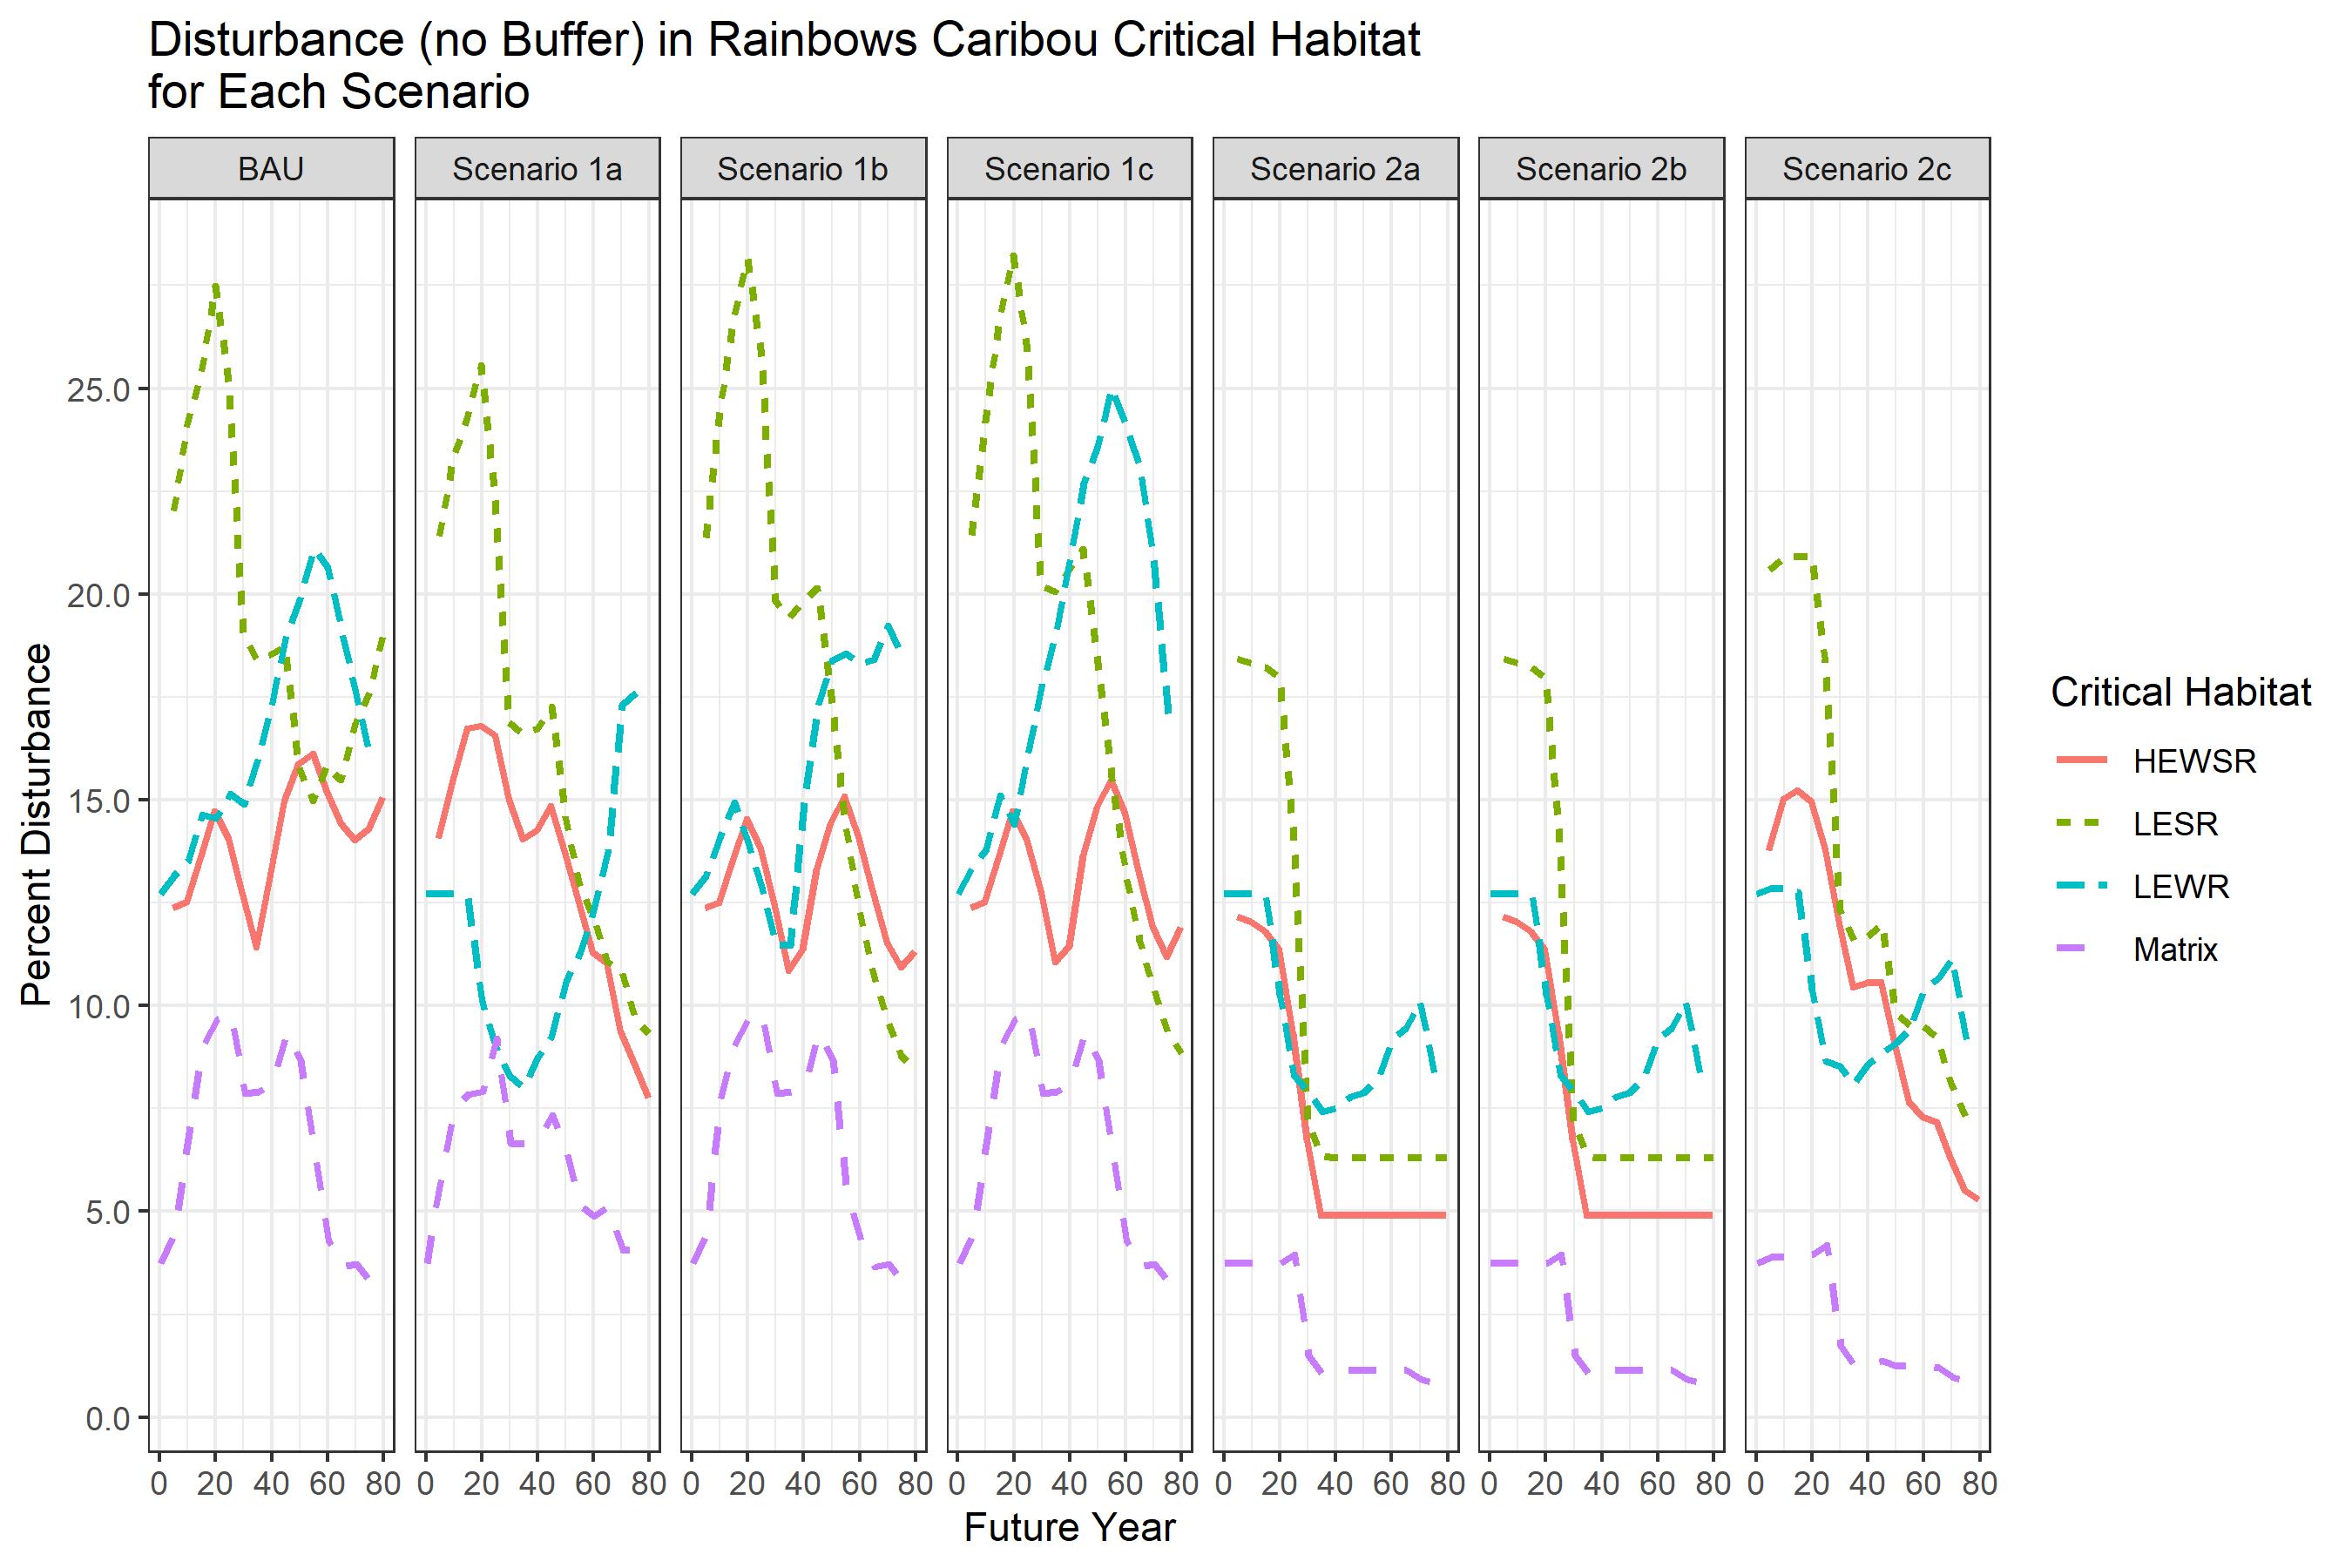 Disturbance (no Buffer) in Rainbows Caribou Critical Habitat
for Each Scenario
BAU
Scenario 1a
Scenario 1b
Scenario 1c
Scenario 2a
Scenario 2b
Scenario 2c
Percent Disturbance
25.0
20.0
15.0
10.0
5.0
0.0
0 20 40 60 80
0 20 40 60 80
0 20 40 60 80
0 20 40 60 80
0 20 40 60 80
0 20 40 60 80
0 20 40 60 80
Future Year
Critical Habitat
HEWSR
LESR
LEWR
Matrix